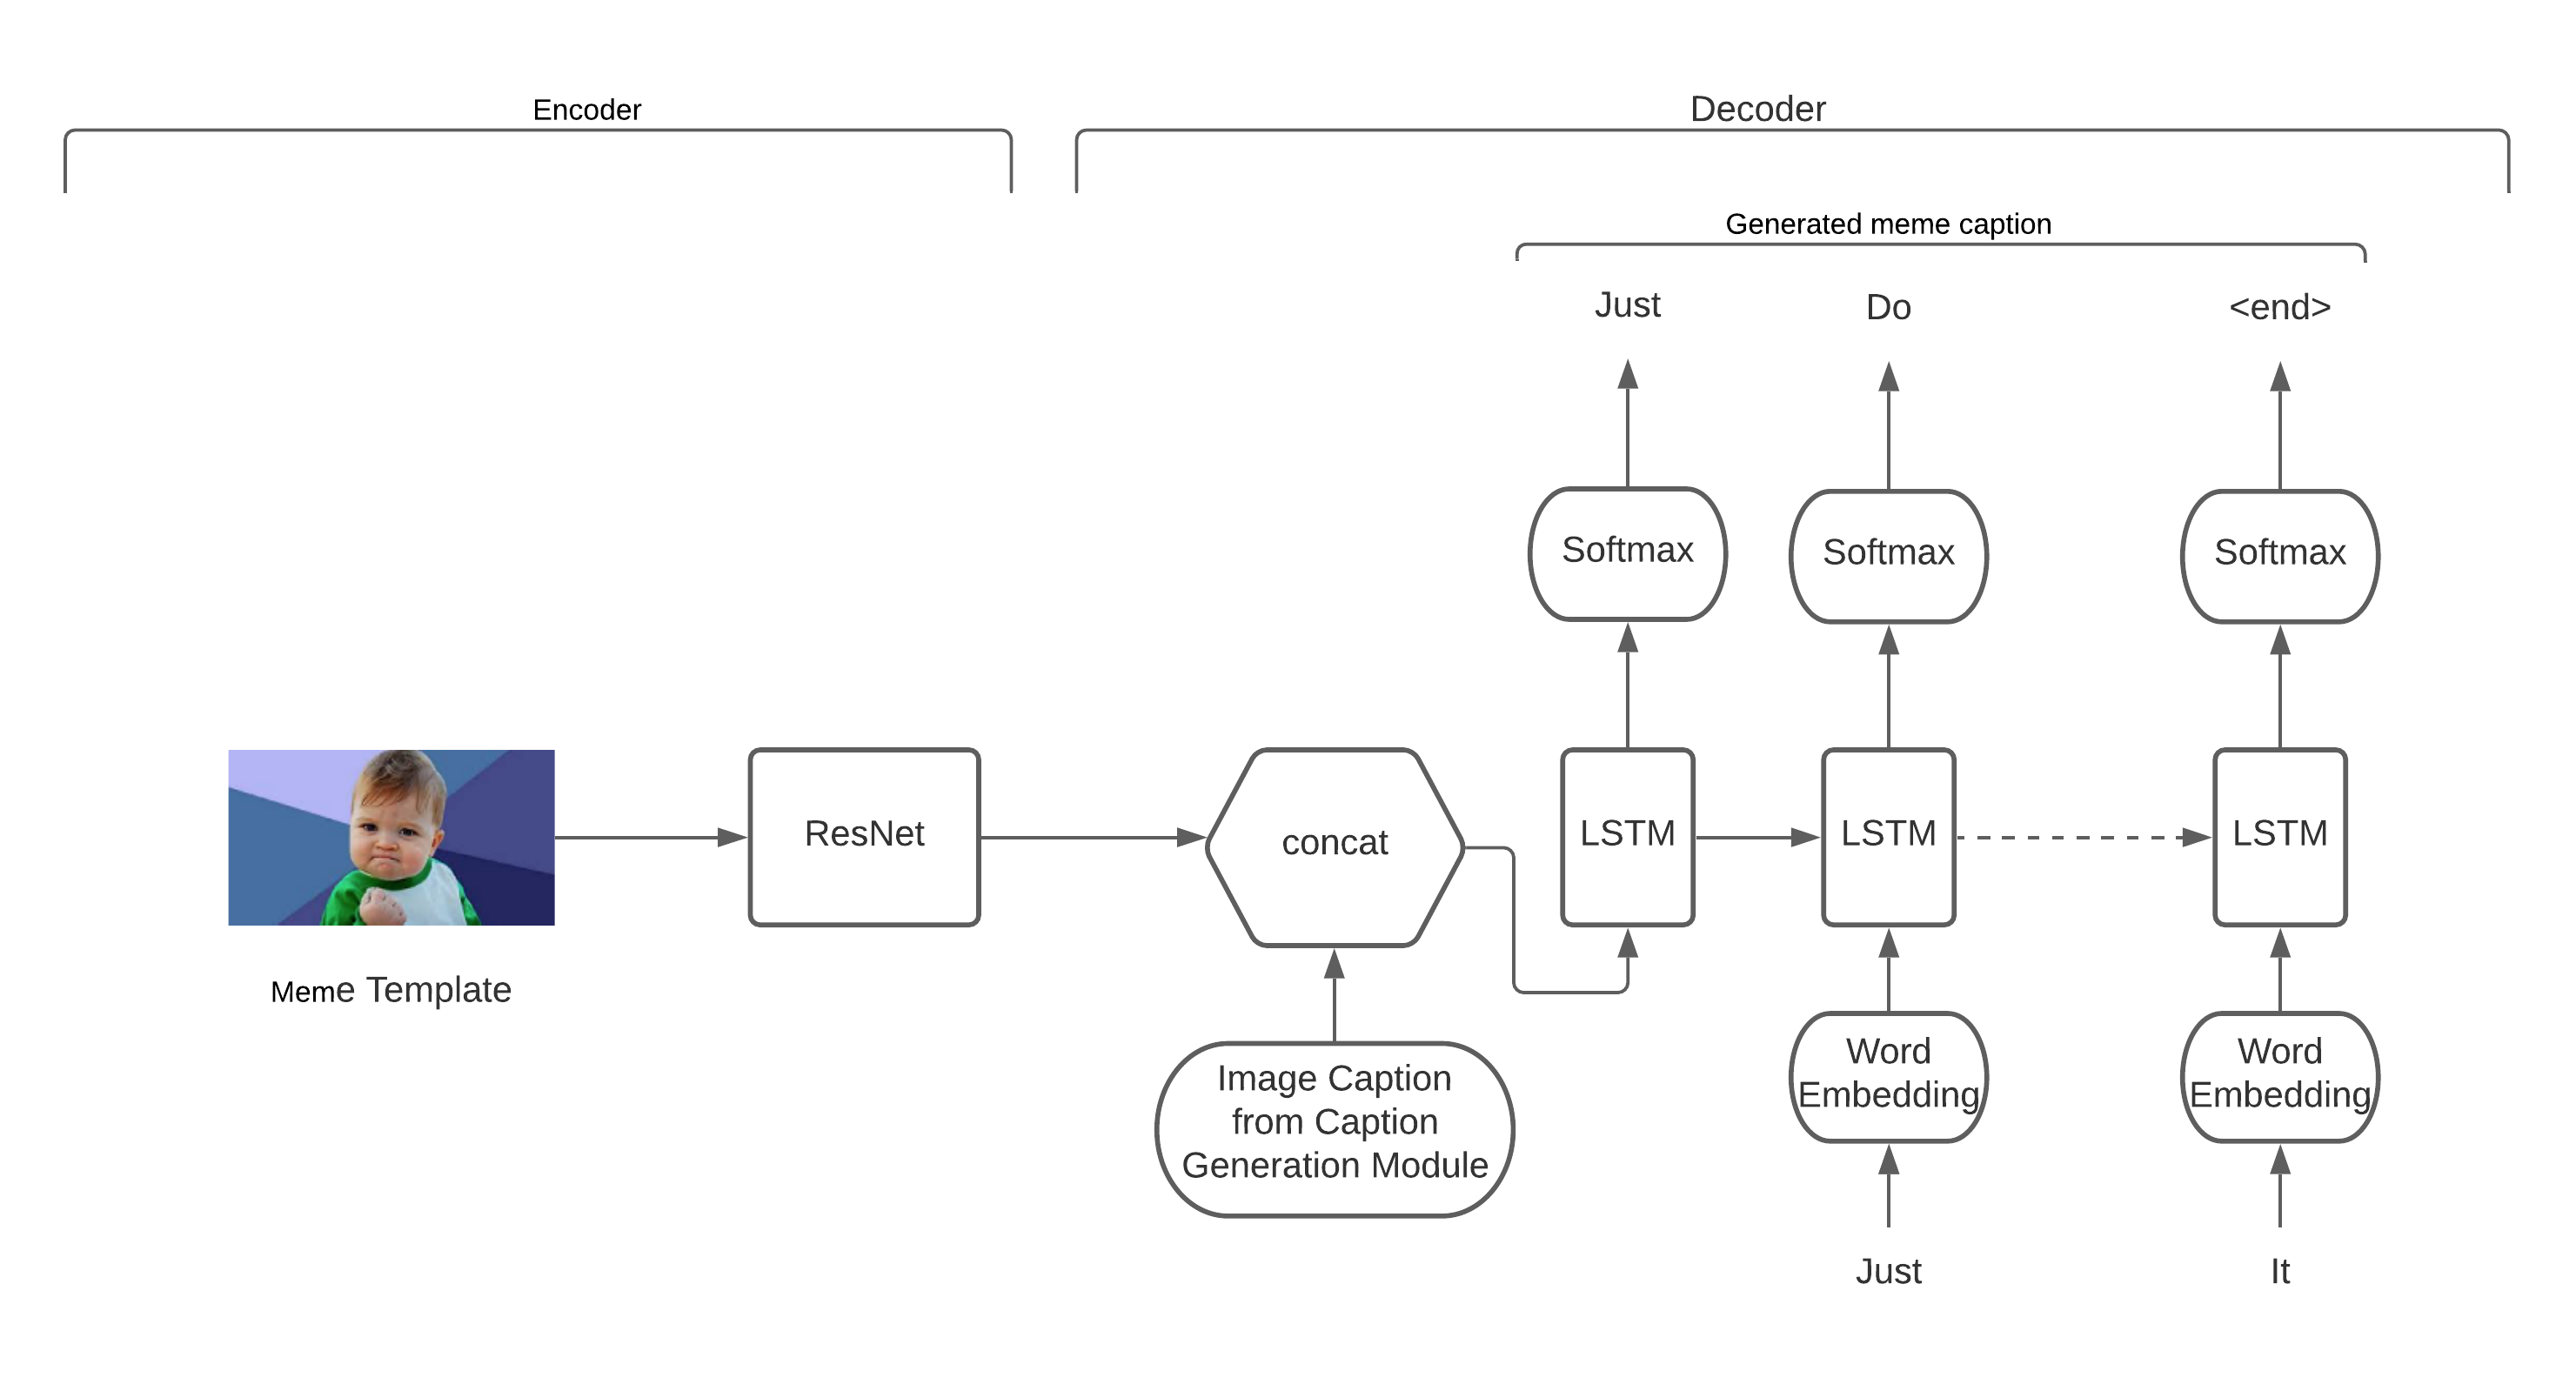 Encoder
Decoder
Generated meme caption
Just
Do
<end>
Softmax
Softmax
Softmax
ResNet
concat
LSTM
LSTM
LSTM
Meme Template
Image Caption
from Caption
Generation Module
Word
Embedding
Word
Embedding
Just
It